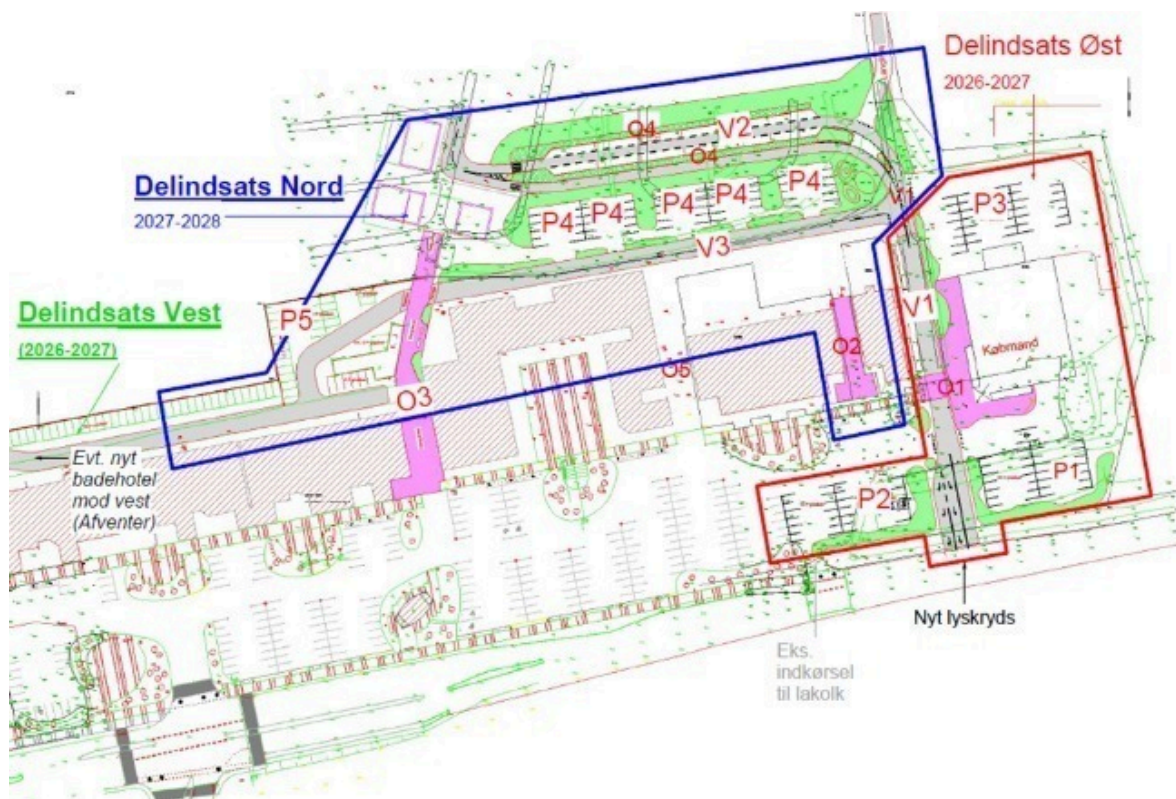 Delindsats Øst
2026-2027
O4
V2
O4
Delindsats Nord
2027-2028
P4
P4
P4
P4
P4
V1
P3
V3
Delindsats Vest
(2026-2027)
P5
V1
O2
Købmand
O3
O5
O1
Evt. nyt
badehotel
mod vest
(Afventer)
P2
P1
Nyt lyskryds
Eks.
indkørsel
til lakolk